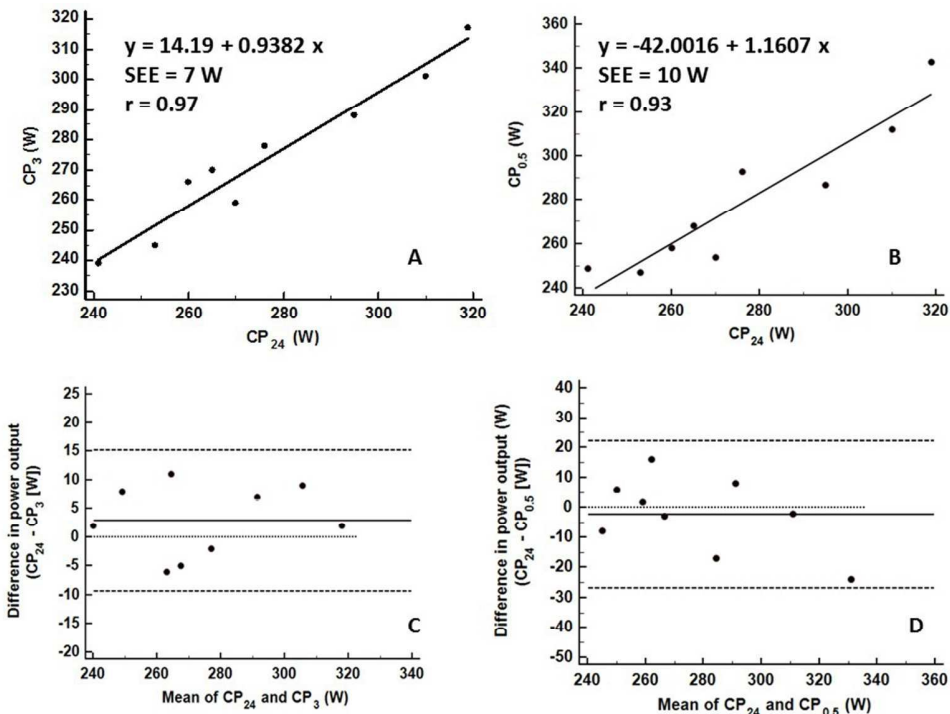 y = 14.19 + 0.9382 x
SEE = 7 W
r = 0.97
CP3 (W)
320
310
300
290
280
270
260
250
240
230
240 260 280 300 320
CP24 (W)
A
y = -42.0016 + 1.1607 x
SEE = 10 W
r = 0.93
CP0.5 (W)
360
340
320
300
280
260
240
240 260 280 300 320
CP24 (W)
B
Difference in power output
(CP24 - CP3 [W])
25
20
15
10
5
0
-5
-10
-15
-20
240 260 280 300 320 340
Mean of CP24 and CP3 (W)
C
Difference in power output (W)
(CP24 - CP0.5 [W])
40
30
20
10
0
-10
-20
-30
-40
-50
240 260 280 300 320 340 360
Mean of CP24 and CP0.5 (W)
D